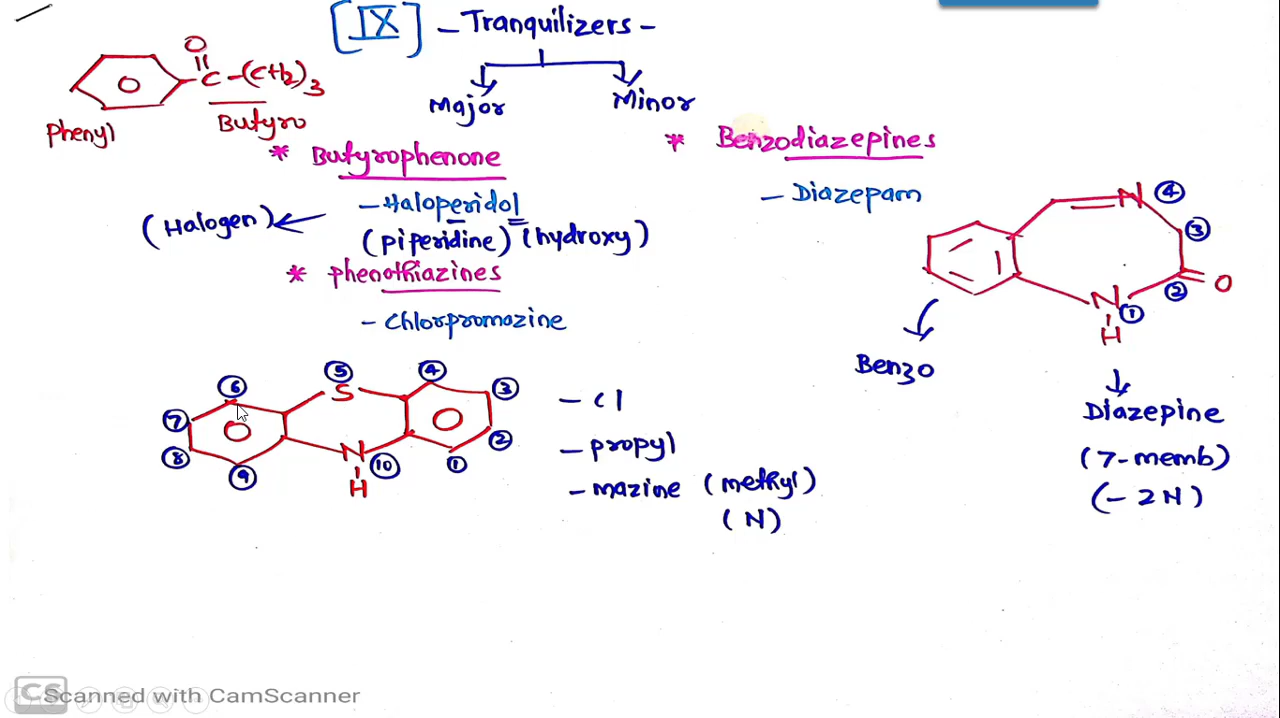 [IX] - Tranquilizers -
Major
Minor
O
C-(CH2)3
Phenyl
Butyro
* Butyrophenone
- Haloperidol
(Halogen)
(piperidine) (hydroxy)
* phenothiazines
- Chlorpromazine
* Benzodiazepines
- Diazepam
N ④
③
② O
N ①
H
Benzo
Diazepine
(7-memb)
(- 2N)
⑥ ⑤ ④
S ③
⑦
⑧ N ⑩ ②
⑨ H ①
- Cl
- propyl
- mazine (methyl)
(N)
CS Scanned with CamScanner